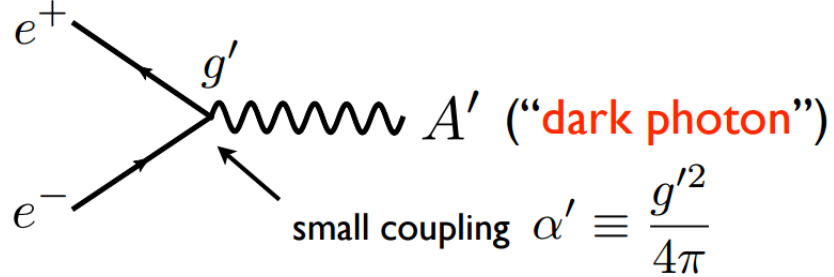 e⁺
g′
A′ (“dark photon”)
e⁻
small coupling α′ ≡ g′²/4π